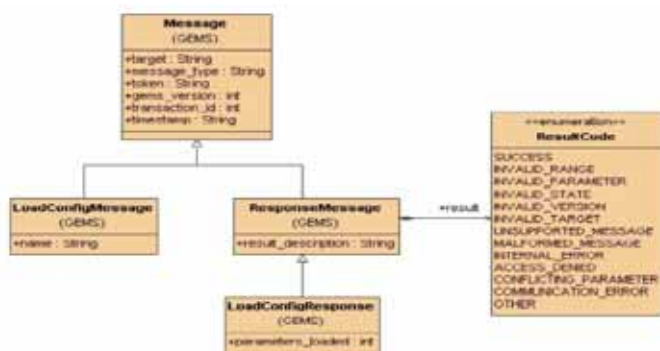 Message
(GEMS)
+target : String
+message_type : String
+token : String
+gems_version : int
+transaction_id : int
+timestamp : String
LoadConfigMessage
(GEMS)
+name : String
ResponseMessage
(GEMS)
+result_description : String
+result
<<enumeration>>
ResultCode
SUCCESS
INVALID_RANGE
INVALID_PARAMETER
INVALID_STATE
INVALID_VERSION
INVALID_TARGET
UNSUPPORTED_MESSAGE
MALFORMED_MESSAGE
INTERNAL_ERROR
ACCESS_DENIED
CONFLICTING_PARAMETER
COMMUNICATION_ERROR
OTHER
LoadConfigResponse
(GEMS)
+parameters_loaded : int